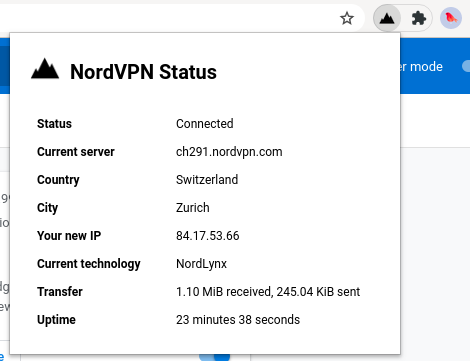 er mode
NordVPN Status
Status Connected
Current server ch291.nordvpn.com
Country Switzerland
City Zurich
Your new IP 84.17.53.66
Current technology NordLynx
Transfer 1.10 MiB received, 245.04 KiB sent
Uptime 23 minutes 38 seconds